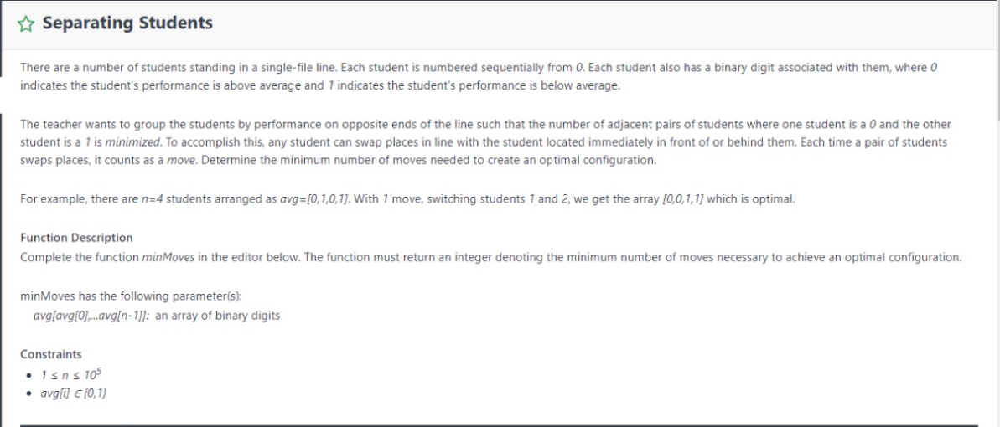 Separating Students
There are a number of students standing in a single-file line. Each student is numbered sequentially from 0. Each student also has a binary digit associated with them, where 0
indicates the student's performance is above average and 1 indicates the student's performance is below average.
The teacher wants to group the students by performance on opposite ends of the line such that the number of adjacent pairs of students where one student is a 0 and the other
student is a 1 is minimized. To accomplish this, any student can swap places in line with the student located immediately in front of or behind them. Each time a pair of students
swaps places, it counts as a move. Determine the minimum number of moves needed to create an optimal configuration.
For example, there are n=4 students arranged as avg=[0,1,0,1]. With 1 move, switching students 1 and 2, we get the array [0,0,1,1] which is optimal.
Function Description
Complete the function minMoves in the editor below. The function must return an integer denoting the minimum number of moves necessary to achieve an optimal configuration.
minMoves has the following parameter(s):
avg[avg[0],...avg[n-1]]: an array of binary digits
Constraints
• 1 ≤ n ≤ 10⁵
• avg[i] ∈ {0,1}